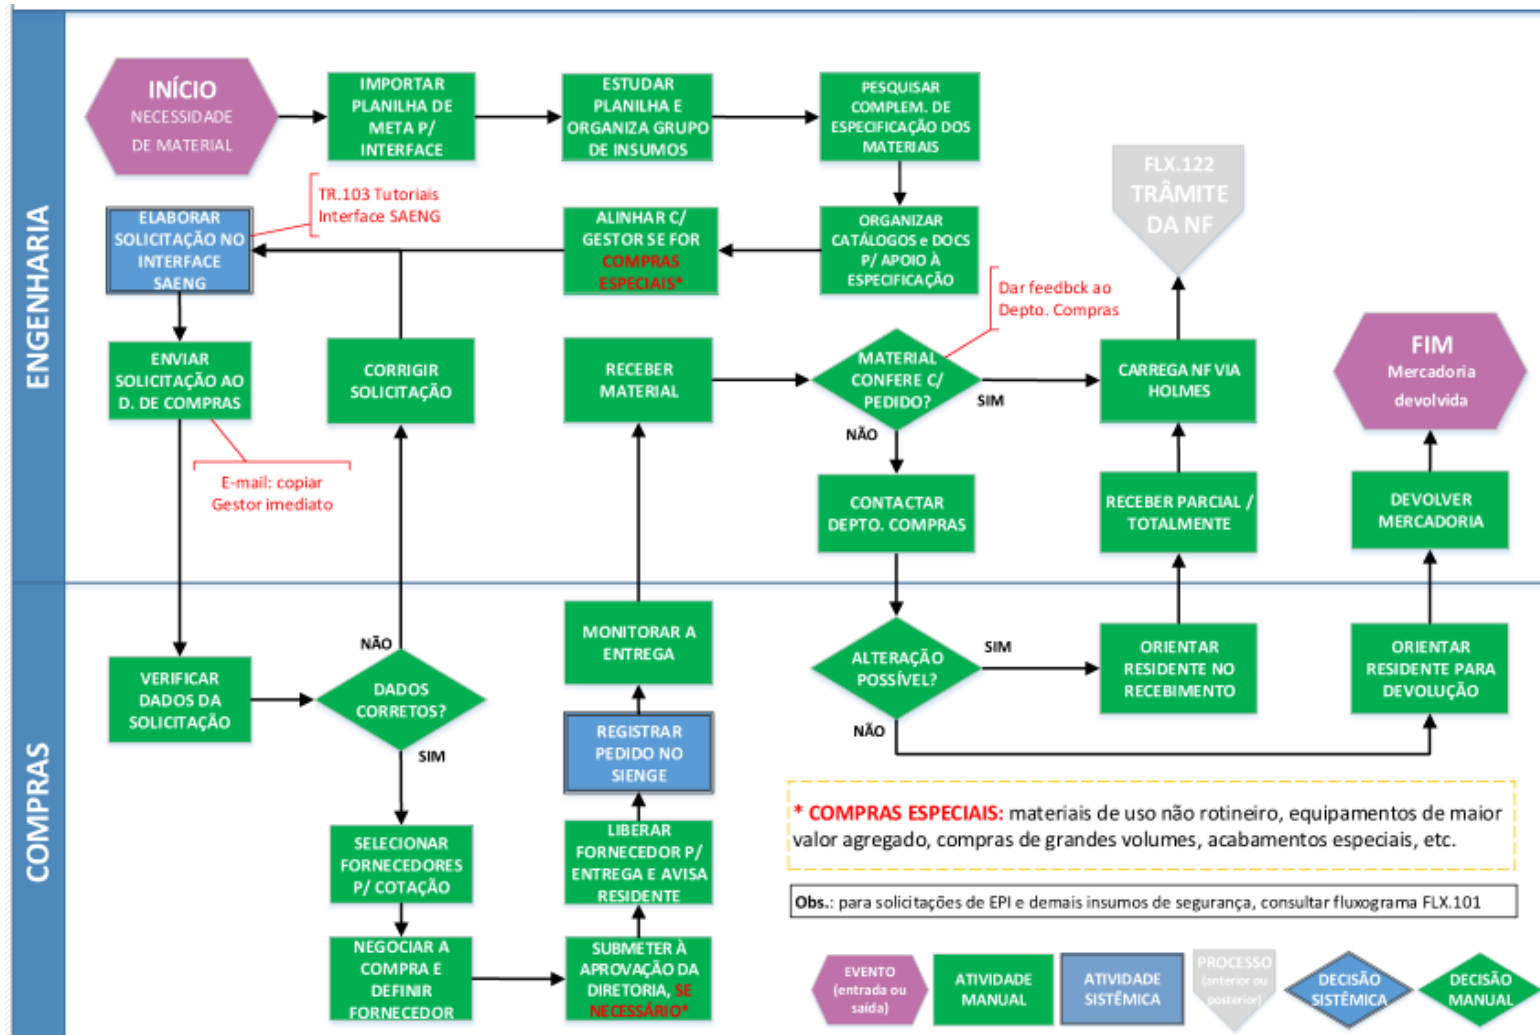 ENGENHARIA
INÍCIO
NECESSIDADE
DE MATERIAL
IMPORTAR
PLANILHA DE
META P/
INTERFACE
ESTUDAR
PLANILHA E
ORGANIZA GRUPO
DE INSUMOS
PESQUISAR
COMPLEM. DE
ESPECIFICAÇÃO DOS
MATERIAIS
FLX.122
TRÂMITE
DA NF
ELABORAR
SOLICITAÇÃO NO
INTERFACE
SAENG
TR.103 Tutoriais
Interface SAENG
ALINHAR C/
GESTOR SE FOR
COMPRAS
ESPECIAIS*
ORGANIZAR
CATÁLOGOS e DOCS
P/ APOIO À
ESPECIFICAÇÃO
Dar feedbck ao
Depto. Compras
ENVIAR
SOLICITAÇÃO AO
D. DE COMPRAS
CORRIGIR
SOLICITAÇÃO
RECEBER
MATERIAL
MATERIAL
CONFERE C/
PEDIDO?
SIM
NÃO
CARREGA NF VIA
HOLMES
FIM
Mercadoria
devolvida
E-mail: copiar
Gestor imediato
CONTACTAR
DEPTO. COMPRAS
RECEBER PARCIAL /
TOTALMENTE
DEVOLVER
MERCADORIA
COMPRAS
VERIFICAR
DADOS DA
SOLICITAÇÃO
NÃO
DADOS
CORRETOS?
SIM
MONITORAR A
ENTREGA
ALTERAÇÃO
POSSÍVEL?
SIM
NÃO
ORIENTAR
RESIDENTE NO
RECEBIMENTO
ORIENTAR
RESIDENTE PARA
DEVOLUÇÃO
REGISTRAR
PEDIDO NO
SIENGE
SELECIONAR
FORNECEDORES
P/ COTAÇÃO
LIBERAR
FORNECEDOR P/
ENTREGA E AVISA
RESIDENTE
NEGOCIAR A
COMPRA E
DEFINIR
FORNECEDOR
SUBMETER À
APROVAÇÃO DA
DIRETORIA, SE
NECESSÁRIO*
* COMPRAS ESPECIAIS: materiais de uso não rotineiro, equipamentos de maior
valor agregado, compras de grandes volumes, acabamentos especiais, etc.
Obs.: para solicitações de EPI e demais insumos de segurança, consultar fluxograma FLX.101
EVENTO
(entrada ou
saída)
ATIVIDADE
MANUAL
ATIVIDADE
SISTÊMICA
PROCESSO
(anterior ou
posterior)
DECISÃO
SISTÊMICA
DECISÃO
MANUAL